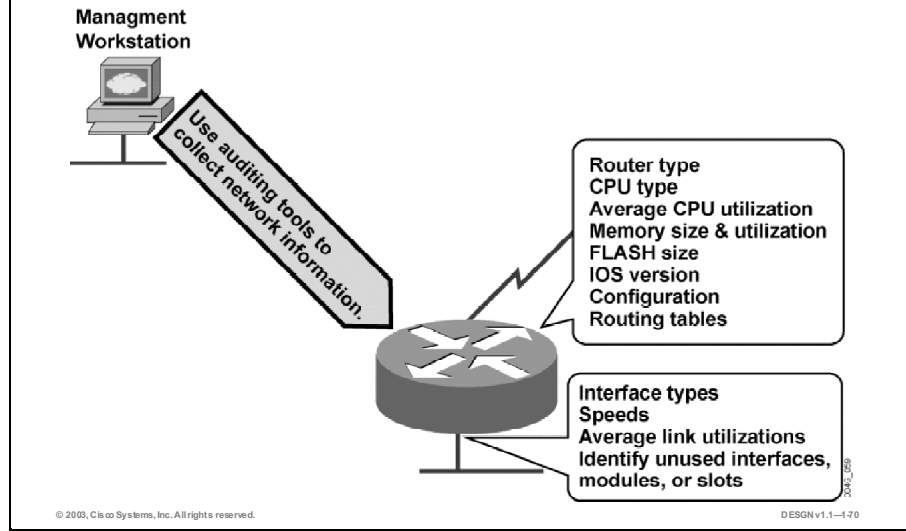 Managment
Workstation
Use auditing tools to
collect network information.
Router type
CPU type
Average CPU utilization
Memory size & utilization
FLASH size
IOS version
Configuration
Routing tables
Interface types
Speeds
Average link utilizations
Identify unused interfaces,
modules, or slots
© 2003, Cisco Systems, Inc. All rights reserved.
DESGN v1.1—1-70